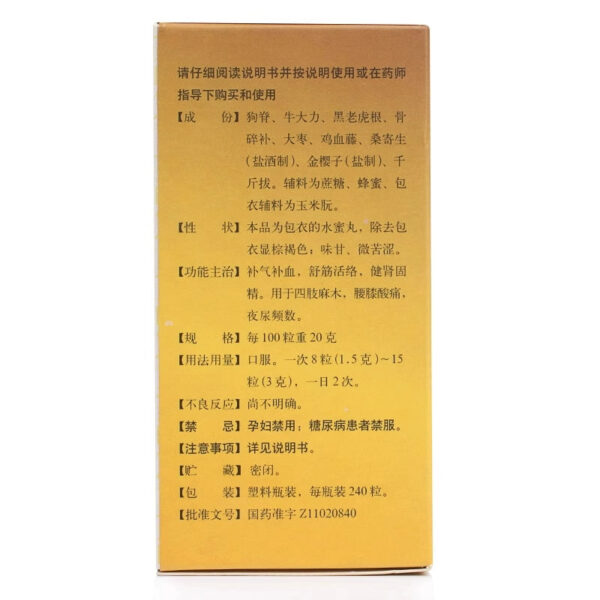 请仔细阅读说明书并按说明使用或在药师
指导下购买和使用
【成 份】狗脊、牛大力、黑老虎根、骨
碎补、大枣、鸡血藤、桑寄生
(盐酒制)、金樱子(盐制)、千
斤拔。辅料为蔗糖、蜂蜜、包
衣辅料为玉米朊。
【性 状】本品为包衣的水蜜丸，除去包
衣显棕褐色；味甘、微苦涩。
【功能主治】补气补血，舒筋活络，健肾固
精。用于四肢麻木，腰膝酸痛，
夜尿频数。
【规 格】每100粒重20克
【用法用量】口服。一次8粒(1.5克)~15
粒(3克)，一日2次。
【不良反应】尚不明确。
【禁 忌】孕妇禁用；糖尿病患者禁服。
【注意事项】详见说明书。
【贮 藏】密闭。
【包 装】塑料瓶装，每瓶装240粒。
【批准文号】国药准字Z11020840